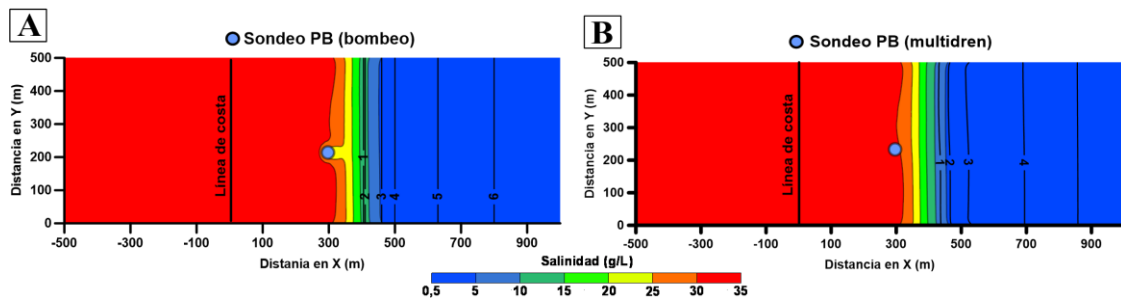 A
Sondeo PB (bombeo)
Distancia en Y (m)
500
400
300
200
100
0
Línea de costa
1
2
3
4
5
6
-500 -300 -100 100 300 500 700 900
Distania en X (m)
B
Sondeo PB (multidren)
Distancia en Y (m)
500
400
300
200
100
0
Línea de costa
1
2
3
4
-500 -300 -100 100 300 500 700 900
Distancia en X (m)
Salinidad (g/L)
0,5 5 10 15 20 25 30 35